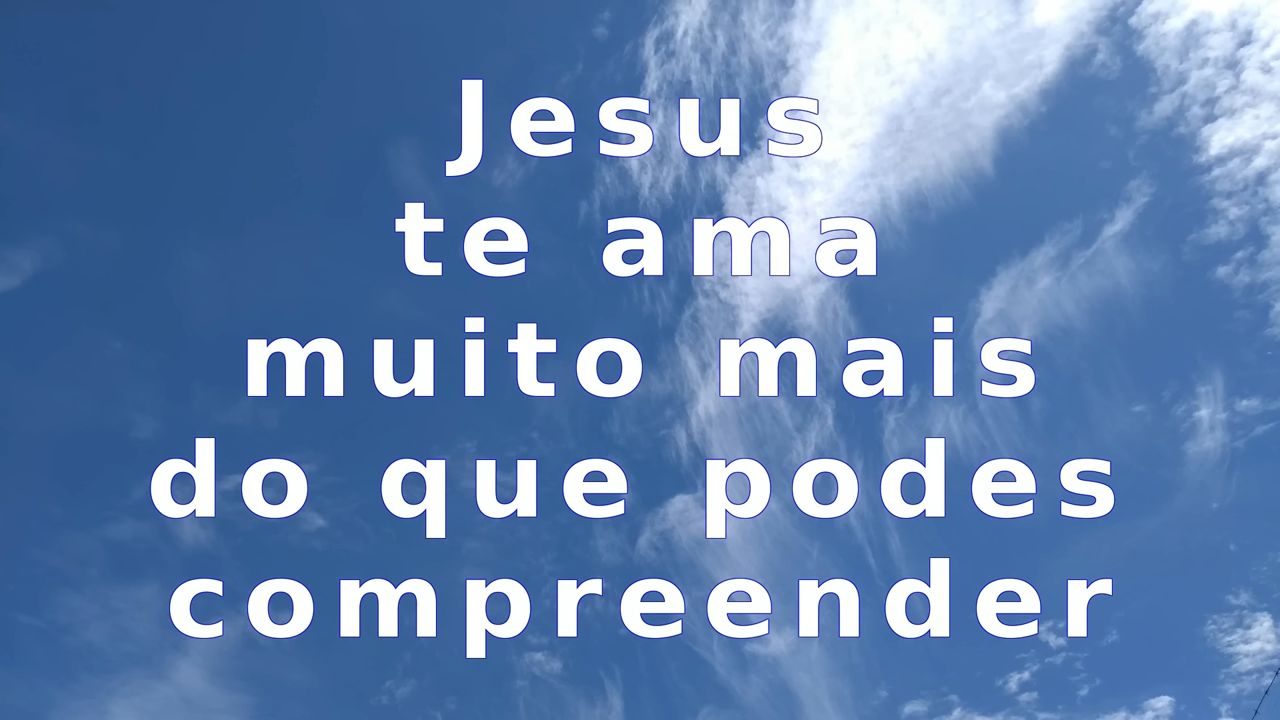 Jesus
te ama
muito mais
do que podes
compreender